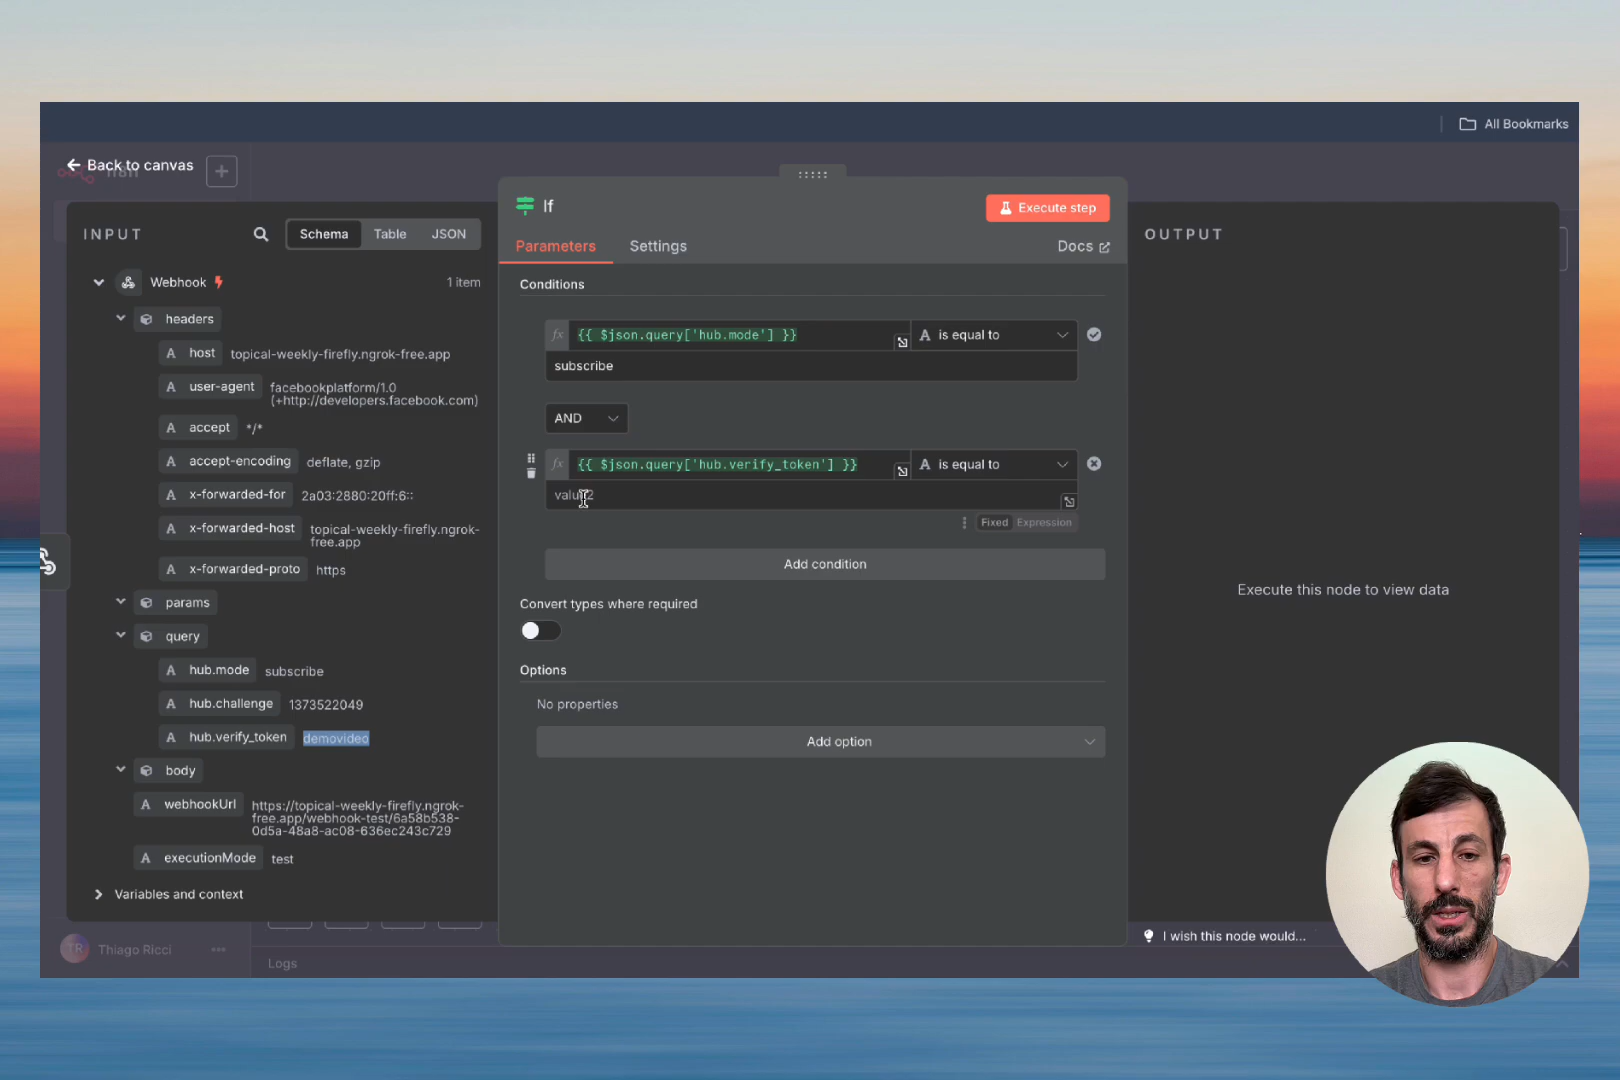 All Bookmarks
Back to canvas
n8n
INPUT
Schema
Table
JSON
Webhook
1 item
headers
A host topical-weekly-firefly.ngrok-free.app
A user-agent facebookplatform/1.0
(+http://developers.facebook.com)
A accept */*
A accept-encoding deflate, gzip
A x-forwarded-for 2a03:2880:20ff:6::
A x-forwarded-host topical-weekly-firefly.ngrok-
free.app
A x-forwarded-proto https
params
query
A hub.mode subscribe
A hub.challenge 1373522049
A hub.verify_token demovideo
body
A webhookUrl https://topical-weekly-firefly.ngrok-
free.app/webhook-test/6a58b538-
0d5a-48a8-ac08-636ec243c729
A executionMode test
Variables and context
TR Thiago Ricci
Logs
If
Execute step
Parameters
Settings
Docs
Conditions
fx {{ $json.query['hub.mode'] }} A is equal to
subscribe
AND
fx {{ $json.query['hub.verify_token'] }} A is equal to
value2
Fixed Expression
Add condition
Convert types where required
Options
No properties
Add option
OUTPUT
Execute this node to view data
I wish this node would...